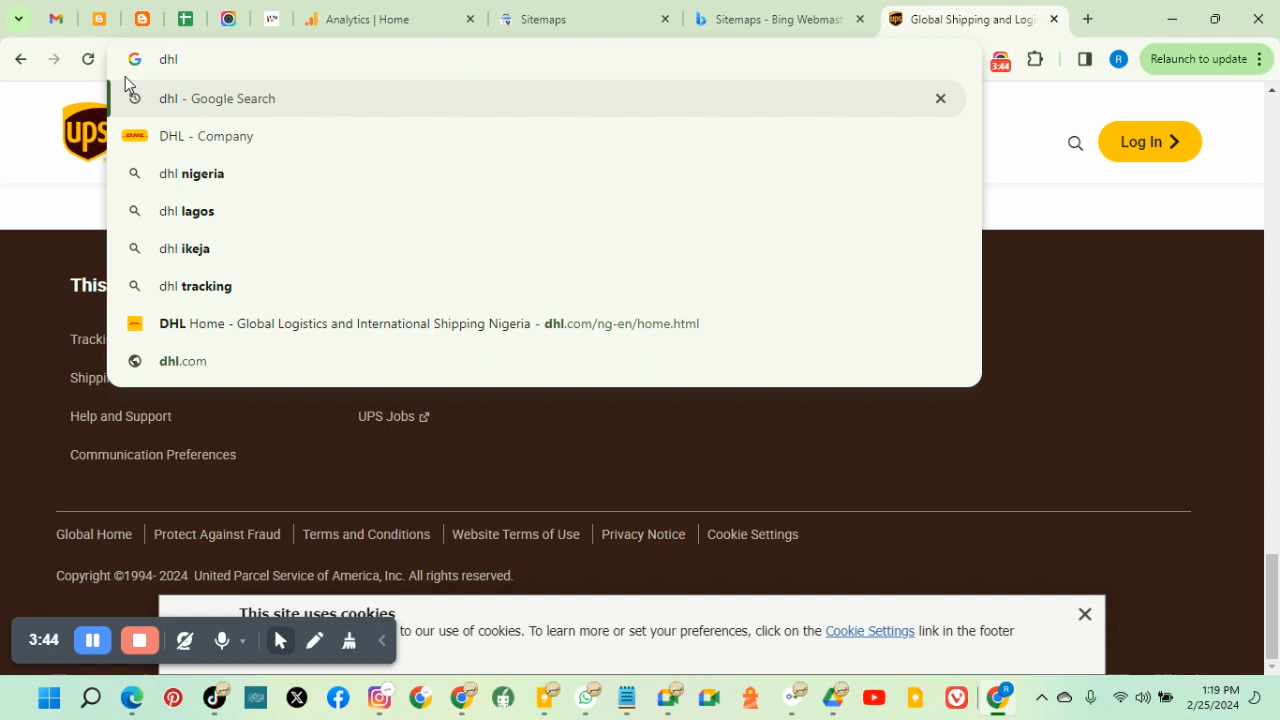 Analytics | Home
Sitemaps
Sitemaps - Bing Webmast
Global Shipping and Logi
dhl
3:44
R
Relaunch to update
dhl - Google Search
ups
DHL - Company
Log In
dhl nigeria
dhl lagos
dhl ikeja
This
dhl tracking
DHL Home - Global Logistics and International Shipping Nigeria - dhl.com/ng-en/home.html
Tracki
dhl.com
Shippi
Help and Support
UPS Jobs
Communication Preferences
Global Home
Protect Against Fraud
Terms and Conditions
Website Terms of Use
Privacy Notice
Cookie Settings
Copyright ©1994- 2024 United Parcel Service of America, Inc. All rights reserved.
This site uses cookies
to our use of cookies. To learn more or set your preferences, click on the Cookie Settings link in the footer
3:44
1:19 PM
2/25/2024